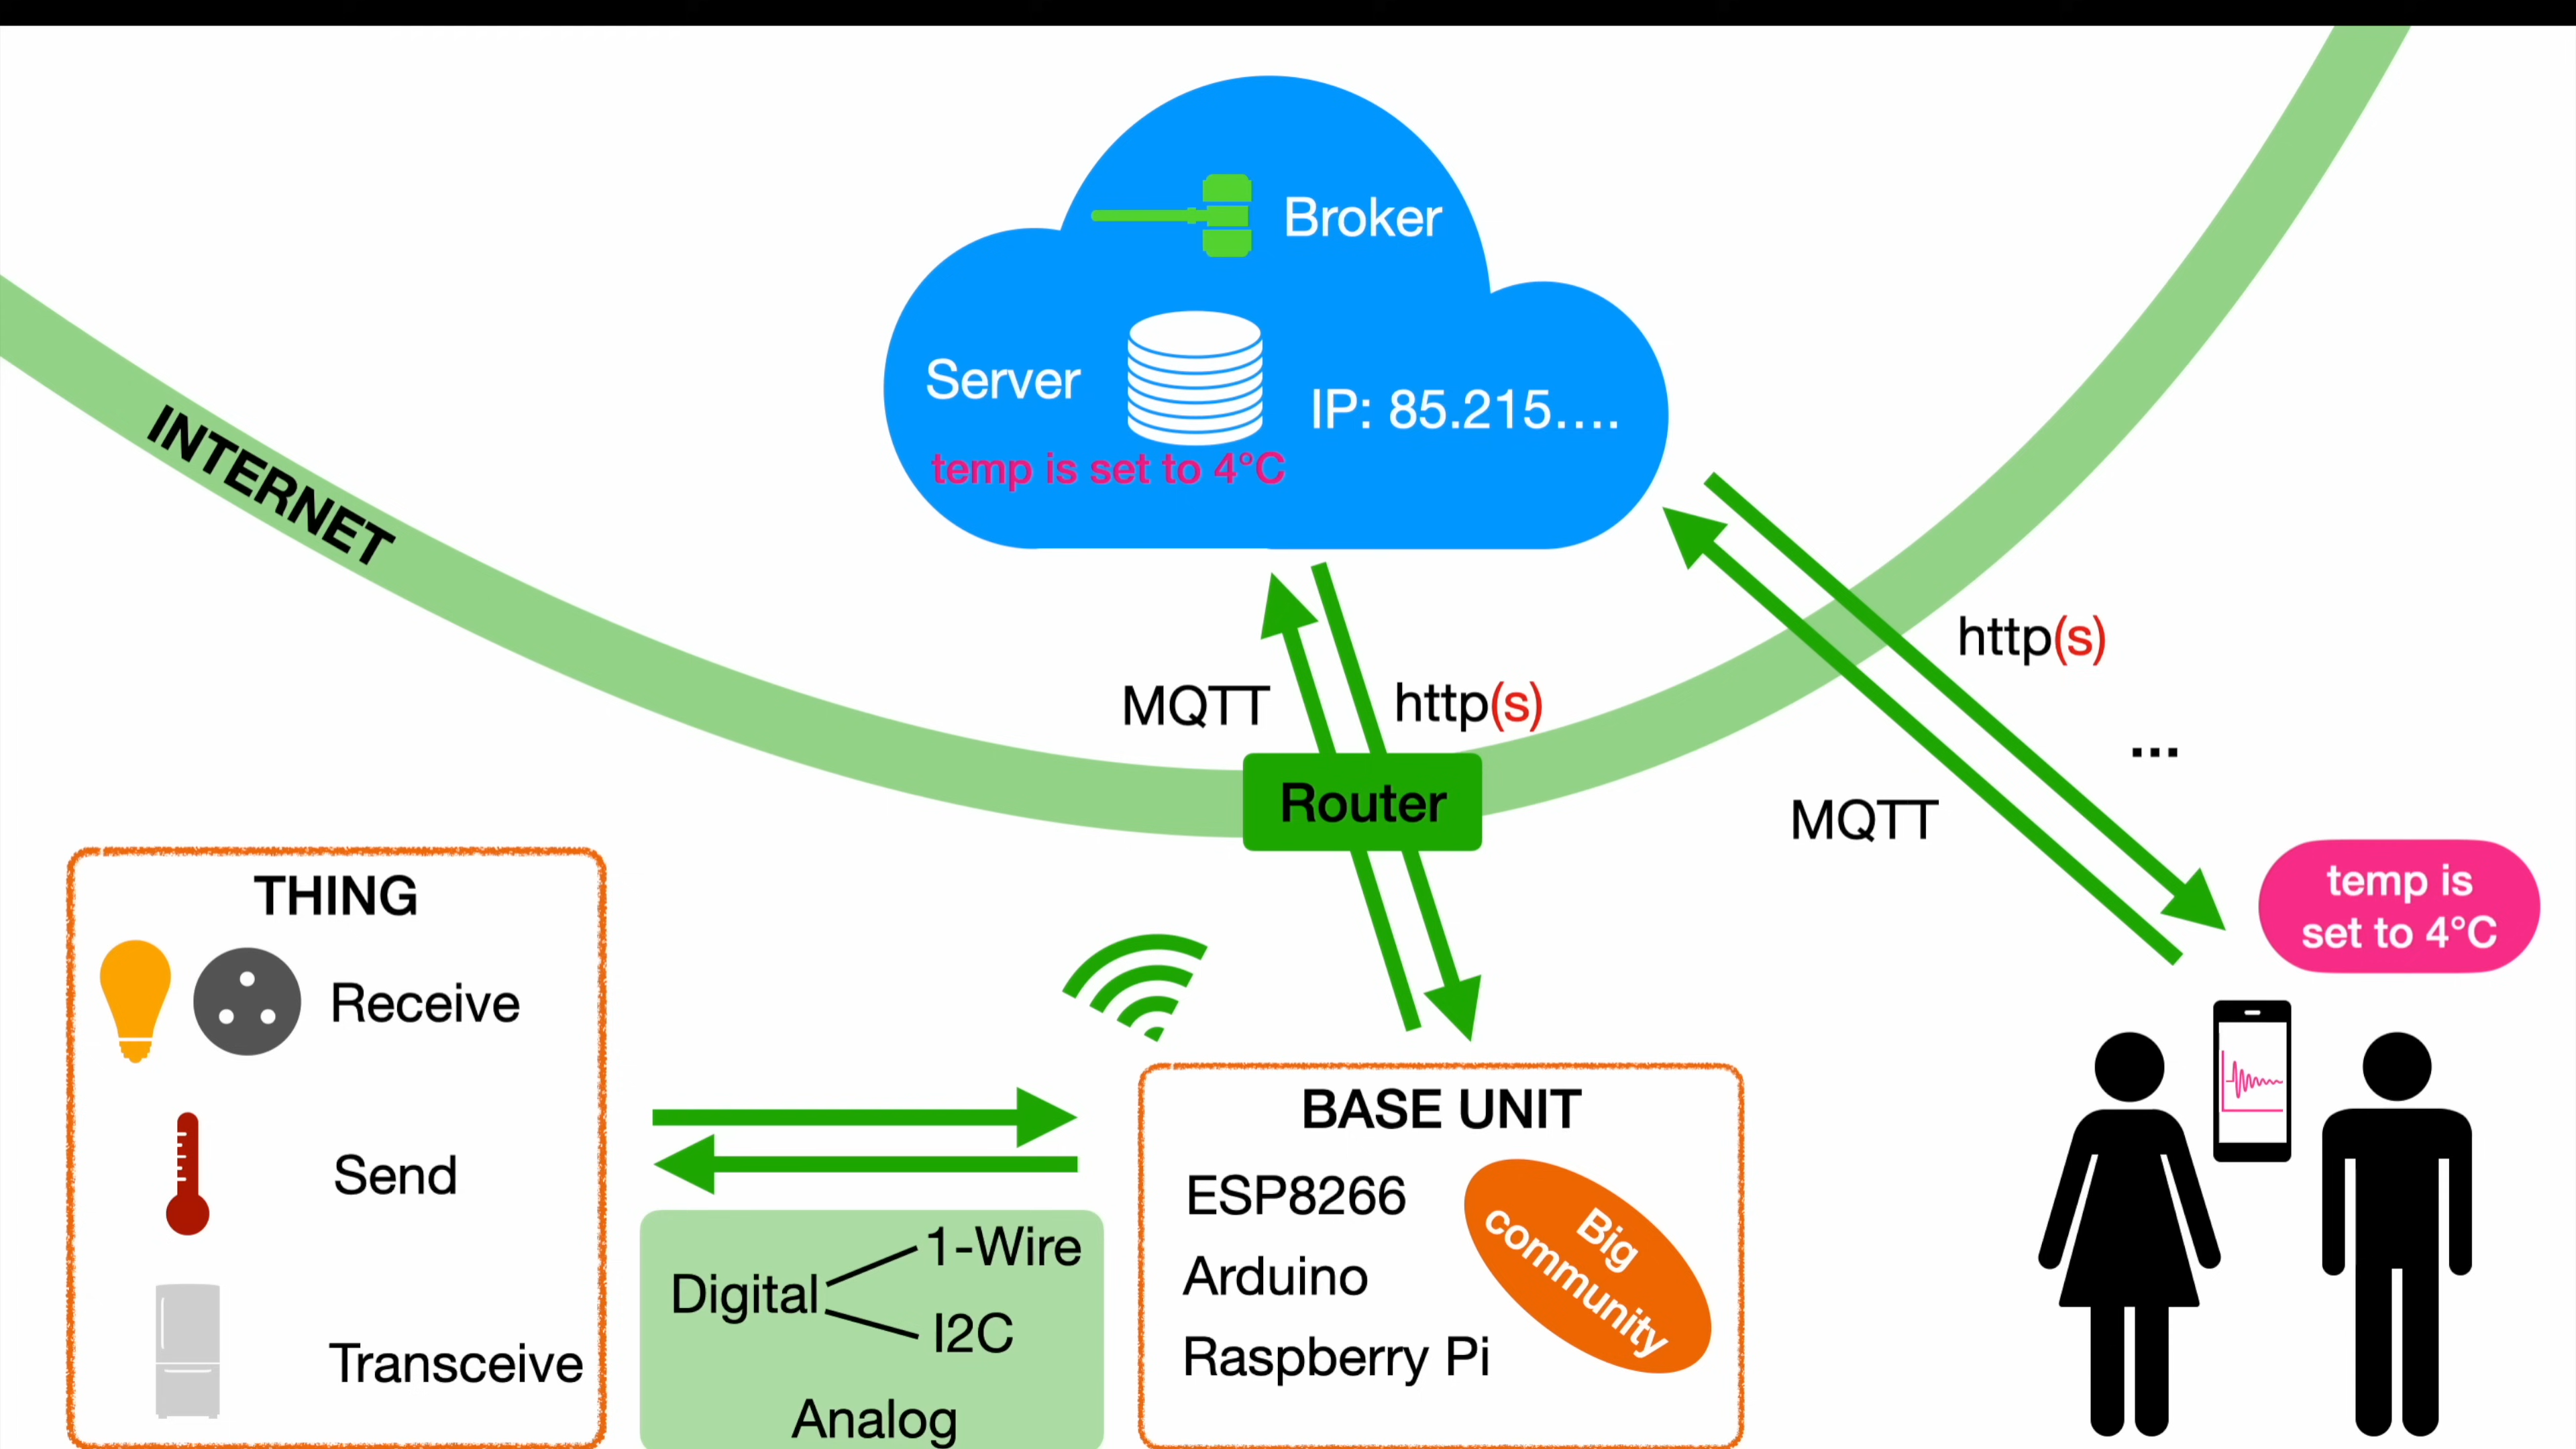 Broker
Server
IP: 85.215....
temp is set to 4°C
INTERNET
MQTT
http(s)
http(s)
...
MQTT
Router
temp is
set to 4°C
THING
Receive
Send
Transceive
Digital
1-Wire
I2C
Analog
BASE UNIT
ESP8266
Arduino
Raspberry Pi
Big
community